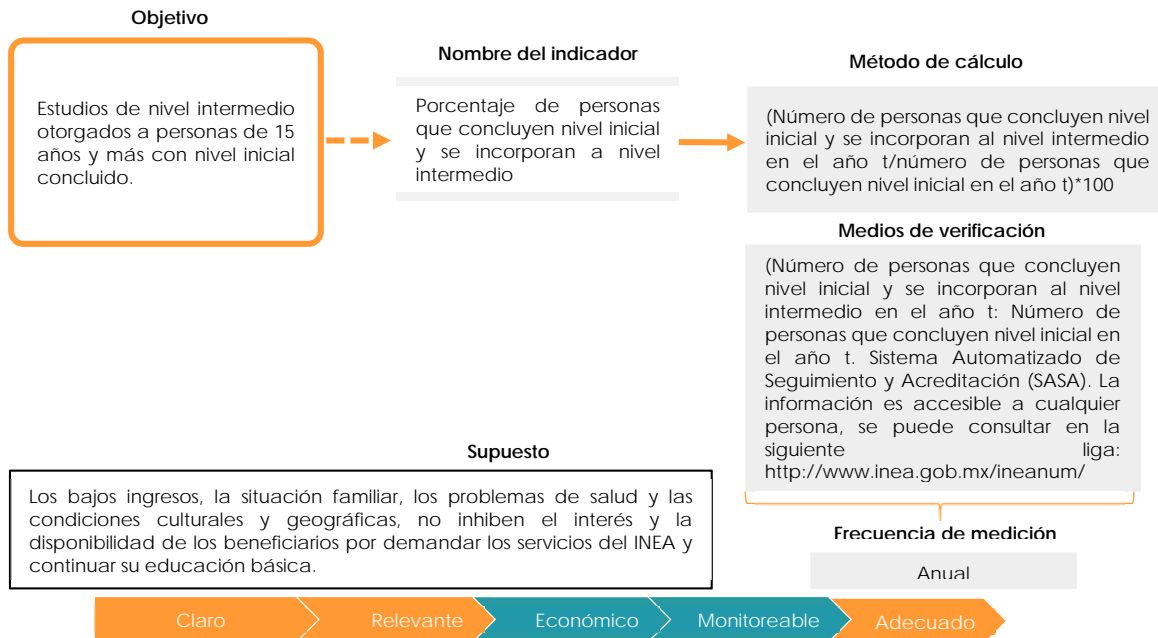 Objetivo
Estudios de nivel intermedio
otorgados a personas de 15
años y más con nivel inicial
concluido.
Nombre del indicador
Porcentaje de personas
que concluyen nivel inicial
y se incorporan a nivel
intermedio
Método de cálculo
(Número de personas que concluyen nivel
inicial y se incorporan al nivel intermedio
en el año t/número de personas que
concluyen nivel inicial en el año t)*100
Medios de verificación
(Número de personas que concluyen
nivel inicial y se incorporan al nivel
intermedio en el año t: Número de
personas que concluyen nivel inicial en
el año t. Sistema Automatizado de
Seguimiento y Acreditación (SASA). La
información es accesible a cualquier
persona, se puede consultar en la
siguiente liga:
http://www.inea.gob.mx/ineanum/
Supuesto
Los bajos ingresos, la situación familiar, los problemas de salud y las
condiciones culturales y geográficas, no inhiben el interés y la
disponibilidad de los beneficiarios por demandar los servicios del INEA y
continuar su educación básica.
Frecuencia de medición
Anual
Claro
Relevante
Económico
Monitoreable
Adecuado